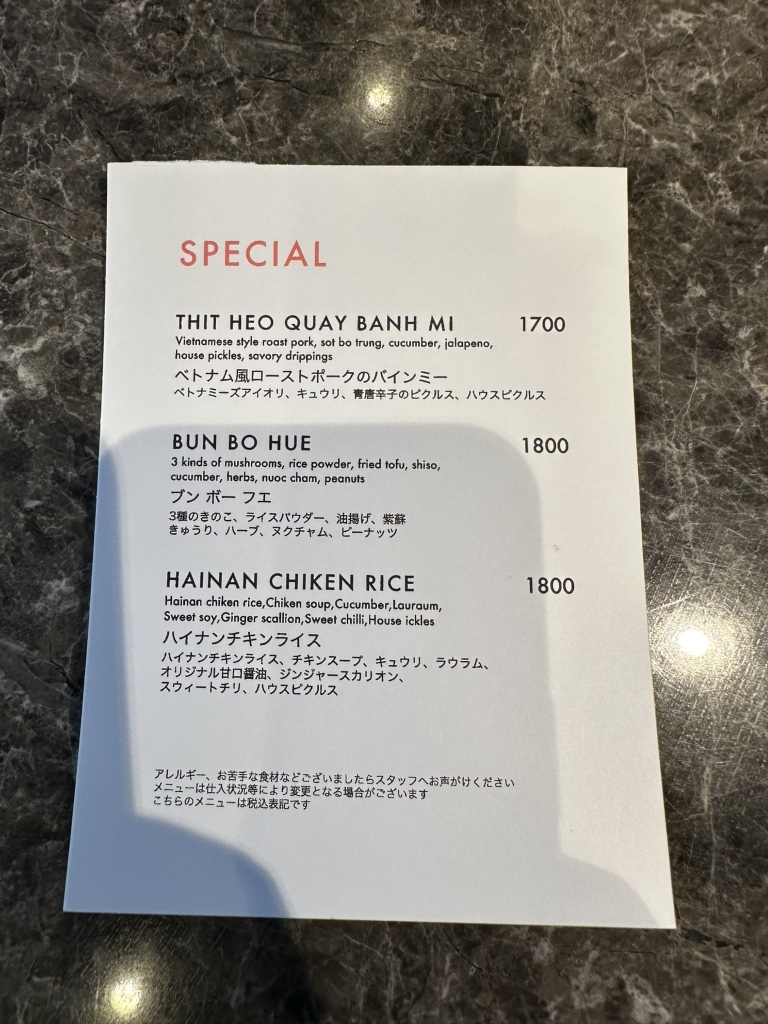 SPECIAL
THIT HEO QUAY BANH MI 1700
Vietnamese style roast pork, sot bo trung, cucumber, jalapeno,
house pickles, savory drippings
ベトナム風ローストポークのバインミー
ベトナミーズアイオリ、キュウリ、青唐辛子のピクルス、ハウスピクルス
BUN BO HUE 1800
3 kinds of mushrooms, rice powder, fried tofu, shiso,
cucumber, herbs, nuoc cham, peanuts
ブン ボー フエ
3種のきのこ、ライスパウダー、油揚げ、紫蘇
きゅうり、ハーブ、ヌクチャム、ピーナッツ
HAINAN CHIKEN RICE 1800
Hainan chiken rice,Chiken soup,Cucumber,Lauraum,
Sweet soy,Ginger scallion,Sweet chilli,House ickles
ハイナンチキンライス
ハイナンチキンライス、チキンスープ、キュウリ、ラウラム、
オリジナル甘口醤油、ジンジャースカリオン、
スウィートチリ、ハウスピクルス
アレルギー、お苦手な食材などございましたらスタッフへお声がけください
メニューは仕入状況等により変更となる場合がございます
こちらのメニューは税込表記です